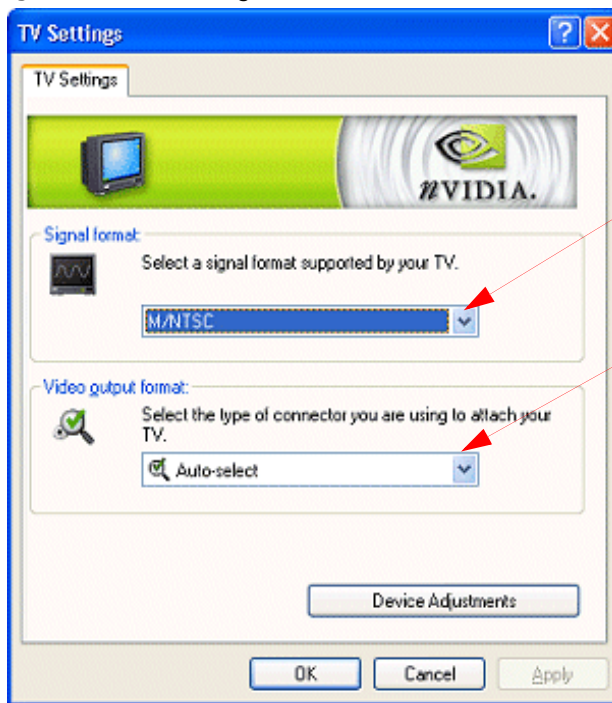 TV Settings
TV Settings
NVIDIA.
Signal format:
Select a signal format supported by your TV.
M/NTSC
Video output format:
Select the type of connector you are using to attach your
TV.
Auto-select
Device Adjustments
OK Cancel Apply